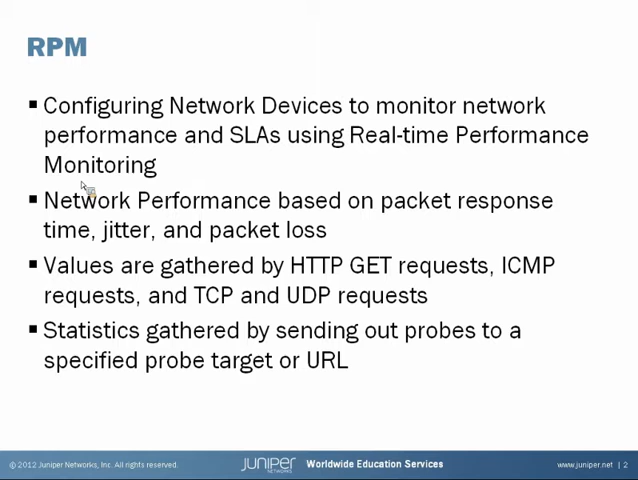 RPM
▪ Configuring Network Devices to monitor network
performance and SLAs using Real-time Performance
Monitoring
▪ Network Performance based on packet response
time, jitter, and packet loss
▪ Values are gathered by HTTP GET requests, ICMP
requests, and TCP and UDP requests
▪ Statistics gathered by sending out probes to a
specified probe target or URL
© 2012 Juniper Networks, Inc. All rights reserved. JUNIPER NETWORKS Worldwide Education Services www.juniper.net | 2